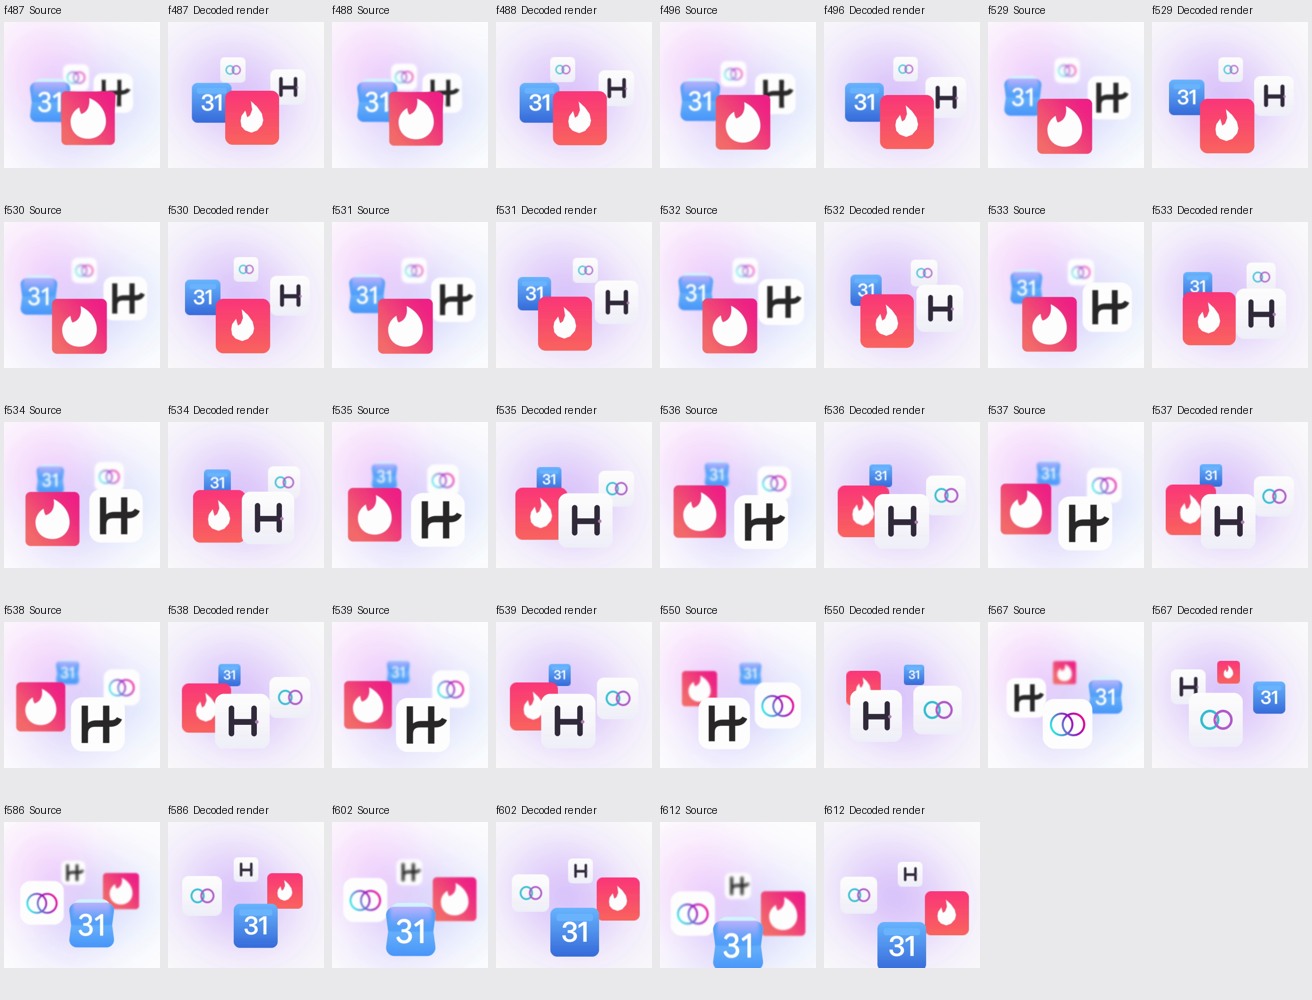 f487 Source
f487 Decoded render
f488 Source
f488 Decoded render
f496 Source
f496 Decoded render
f529 Source
f529 Decoded render
31
H
31
H
31
H
31
H
31
H
31
H
31
H
31
H
f530 Source
f530 Decoded render
f531 Source
f531 Decoded render
f532 Source
f532 Decoded render
f533 Source
f533 Decoded render
31
H
31
H
31
H
31
H
31
H
31
H
31
H
31
H
f534 Source
f534 Decoded render
f535 Source
f535 Decoded render
f536 Source
f536 Decoded render
f537 Source
f537 Decoded render
31
H
31
H
31
H
31
H
31
H
31
H
31
H
31
H
f538 Source
f538 Decoded render
f539 Source
f539 Decoded render
f550 Source
f550 Decoded render
f567 Source
f567 Decoded render
31
H
31
H
31
H
31
H
31
H
31
H
H
31
H
31
f586 Source
f586 Decoded render
f602 Source
f602 Decoded render
f612 Source
f612 Decoded render
H
31
H
31
H
31
H
31
H
31
H
31